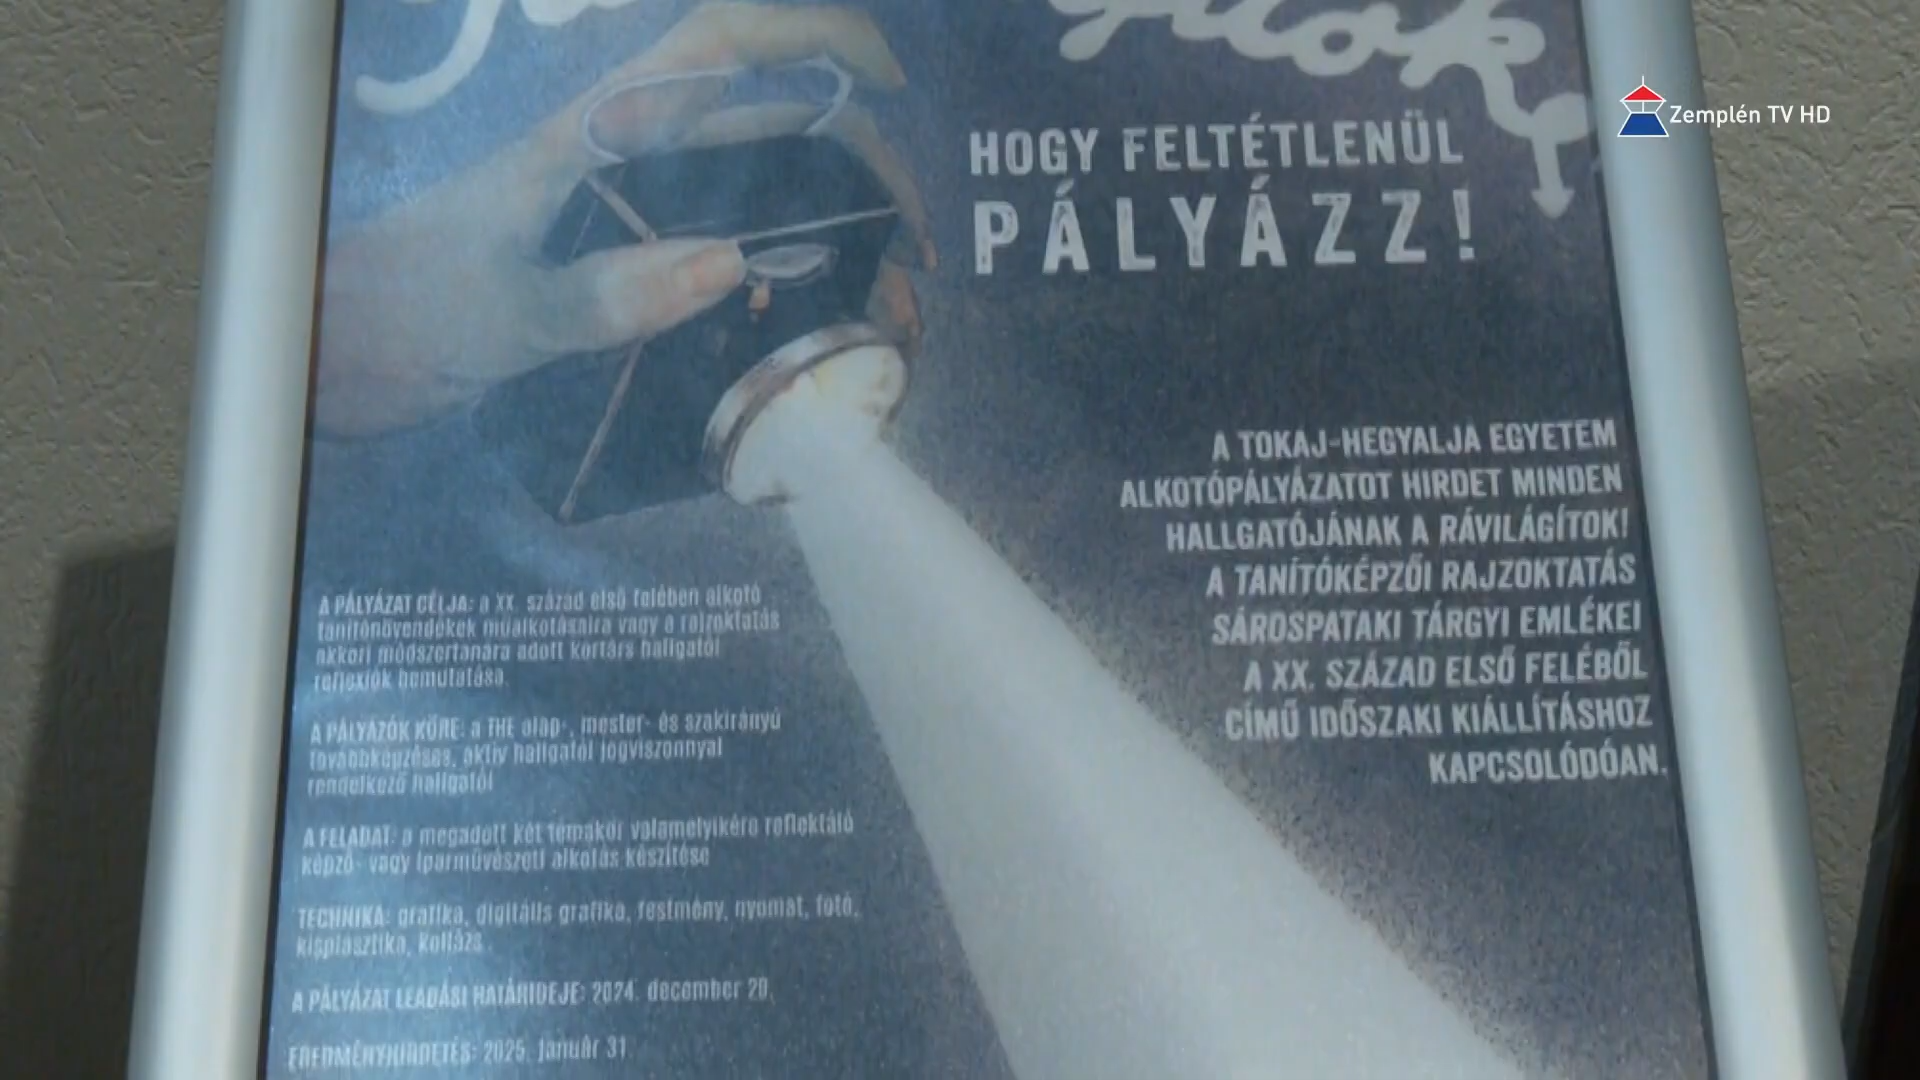 HOGY FELTÉTLENÜL
PÁLYÁZZ!
Zemplén TV HD
A TOKAJ-HEGYALJA EGYETEM
ALKOTÓPÁLYÁZATOT HIRDET MINDEN
HALLGATÓJÁNAK A RÁVILÁGÍTOK!
A TANÍTÓKÉPZŐI RAJZOKTATÁS
SÁROSPATAKI TÁRGYI EMLÉKEI
A XX. SZÁZAD ELSŐ FELÉBŐL
CÍMŰ IDŐSZAKI KIÁLLÍTÁSHOZ
KAPCSOLÓDÓAN.
A PÁLYÁZAT CÉLJA: a XX. század első felében alkotó
tanítónövendékek műalkotásaira vagy a rajzoktatás
akkori módszertanára adott kortárs hallgatói
reflexiók bemutatása.
A PÁLYÁZÓK KÖRE: a THE alap-, mester- és szakirányú
továbbképzéses, aktív hallgatói jogviszonnyal
rendelkező hallgatói
A FELADAT: a megadott két témakör valamelyikére reflektáló
képző- vagy iparművészeti alkotás készítése
TECHNIKA: grafika, digitális grafika, festmény, nyomat, fotó,
kisplasztika, kollázs
A PÁLYÁZAT LEADÁSI HATÁRIDEJE: 2024. december 20.
EREDMÉNYHIRDETÉS: 2025. január 31.